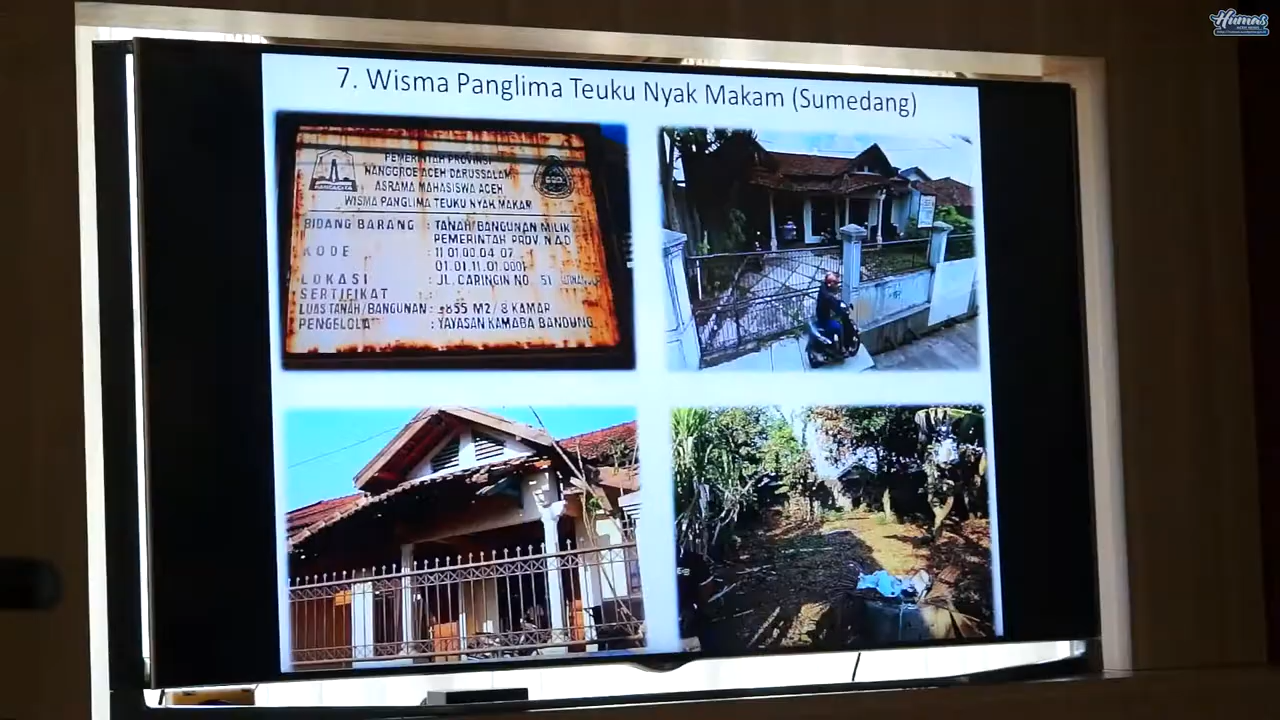 Humas
7. Wisma Panglima Teuku Nyak Makam (Sumedang)
PEMERINTAH PROVINSI
NANGGROE ACEH DARUSSALAM
ASRAMA MAHASISWA ACEH
WISMA PANGLIMA TEUKU NYAK MAKAM
BIDANG BARANG : TANAH/BANGUNAN MILIK
PEMERINTAH PROV. N A D
KODE : 11.01.00.04.07
01.01.11.01.0001
LOKASI : JL. CARINGIN NO. 51
SERTIFIKAT :
LUAS TANAH/BANGUNAN : 855 M2/ 8 KAMAR
PENGELOLA : YAYASAN KAMABA BANDUNG